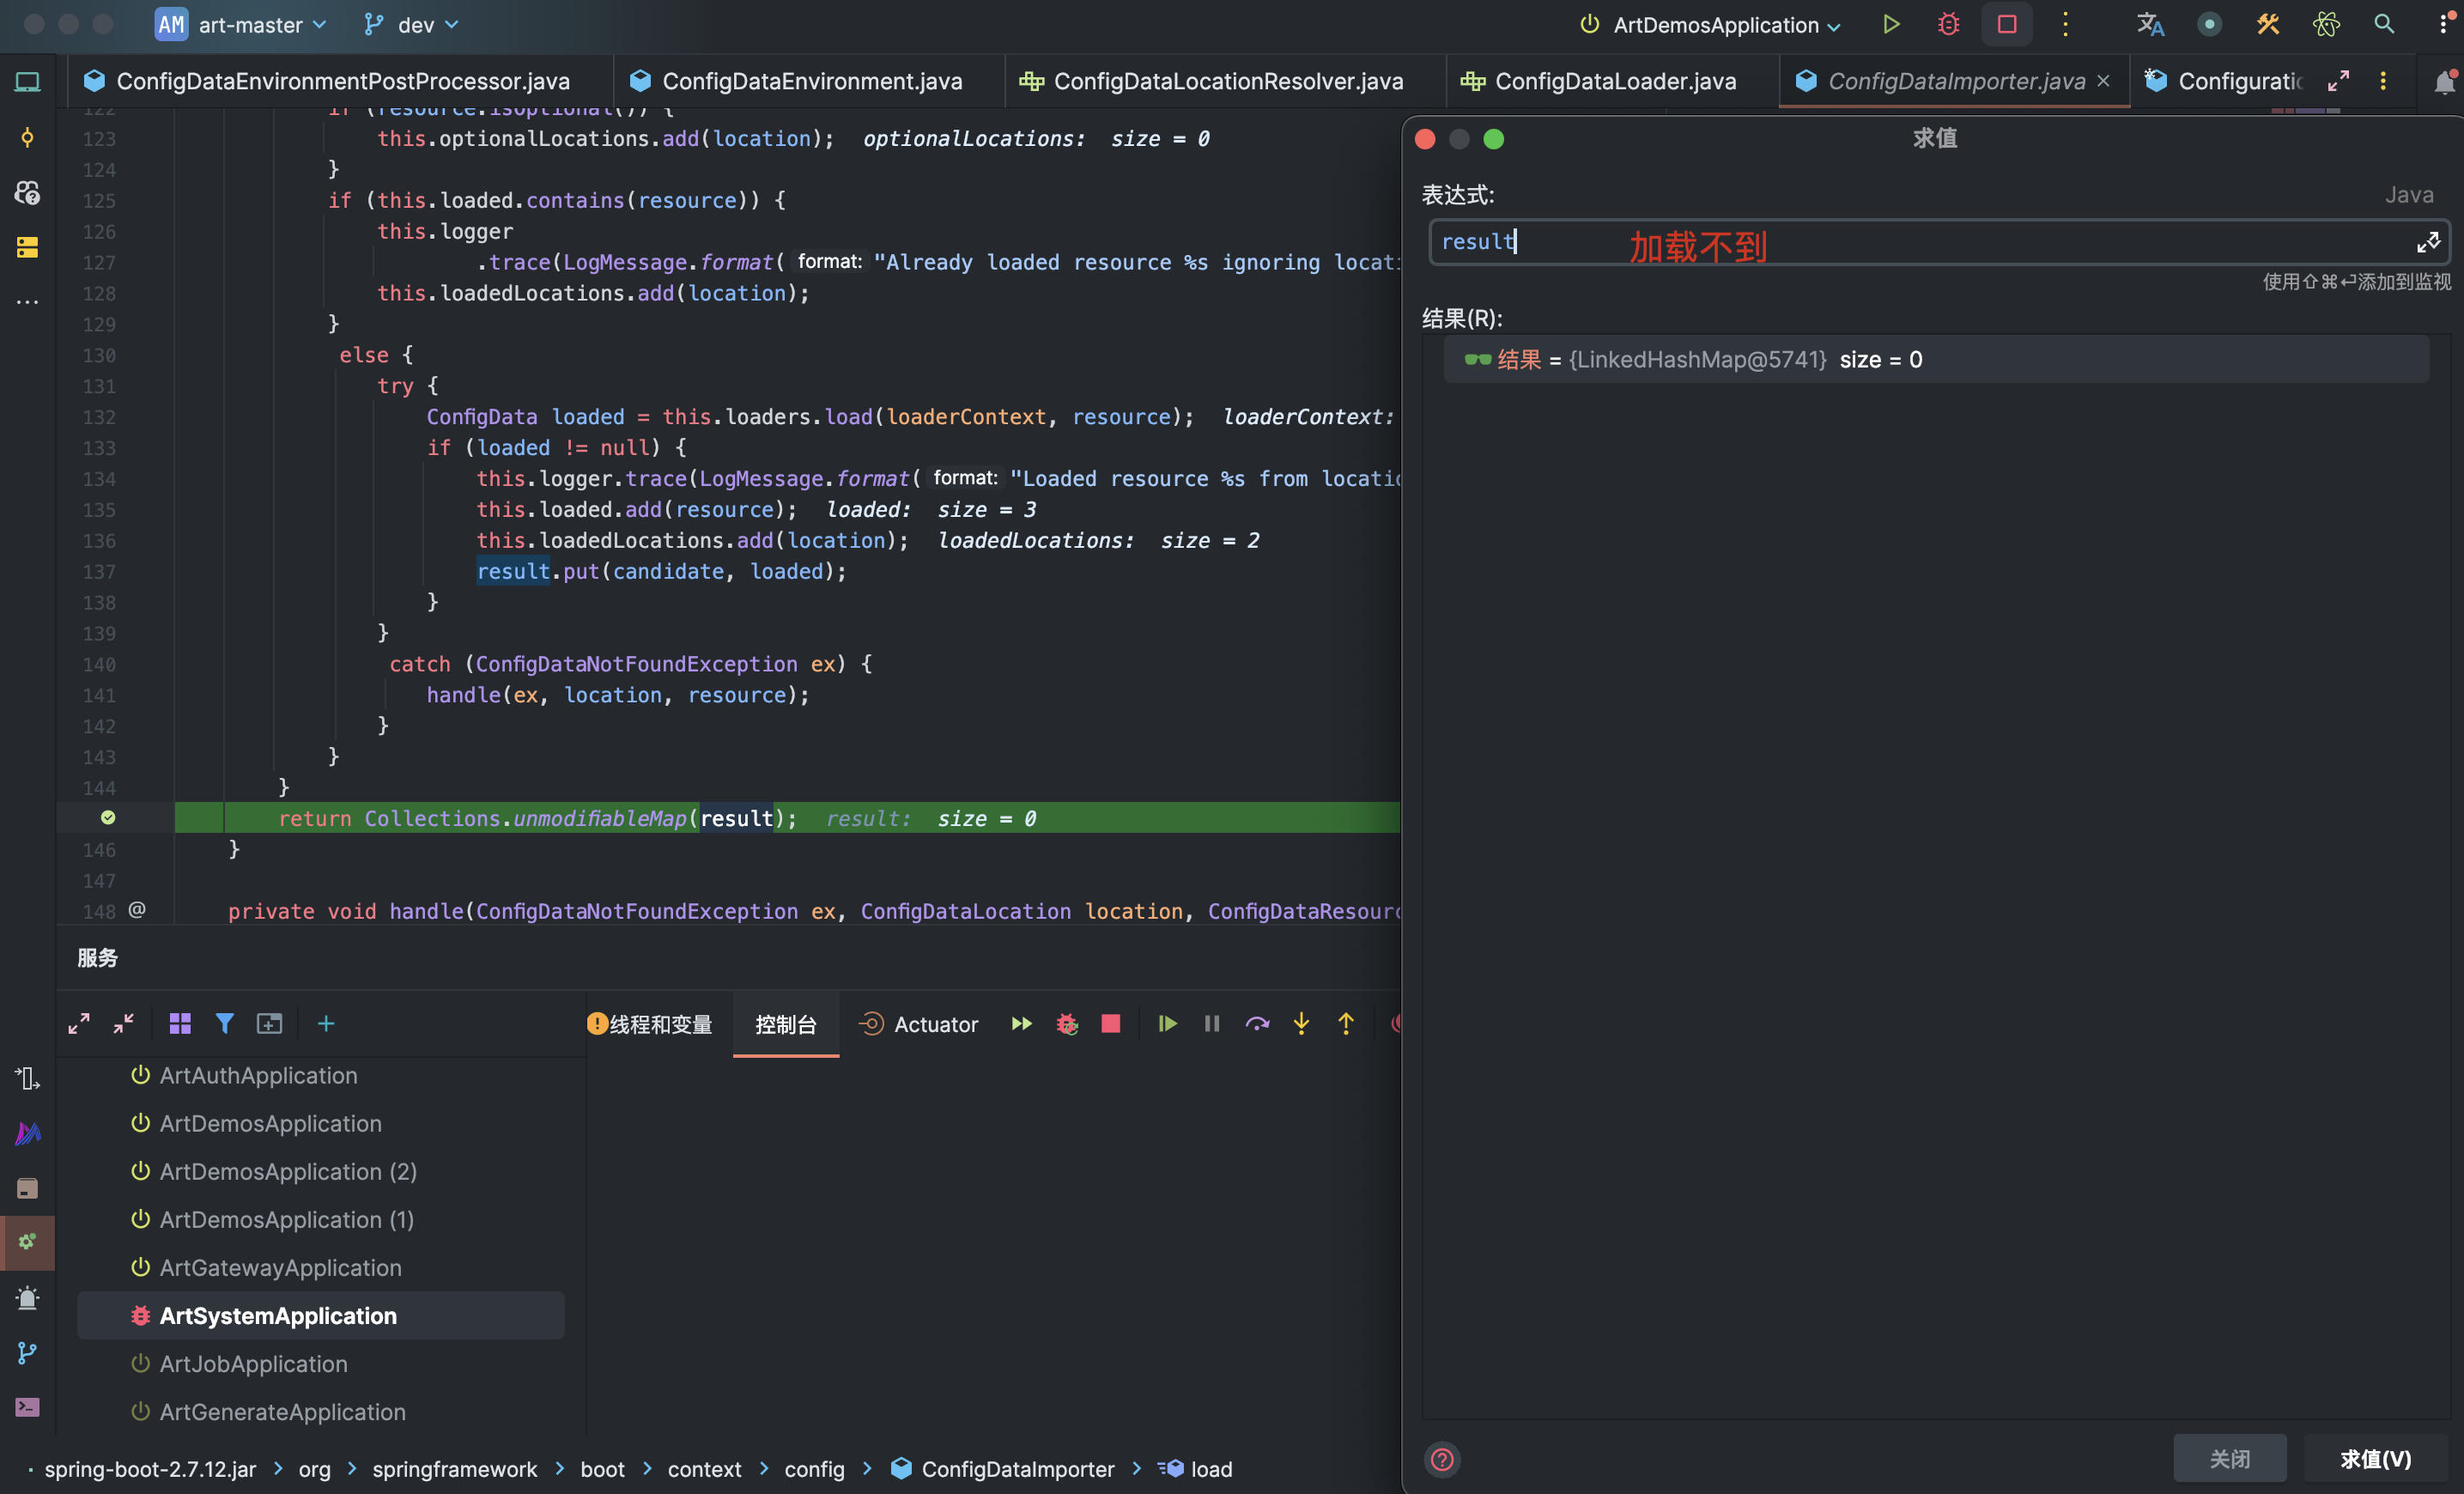 AM art-master dev ArtDemosApplication
ConfigDataEnvironmentPostProcessor.java ConfigDataEnvironment.java ConfigDataLocationResolver.java ConfigDataLoader.java ConfigDataImporter.java Configuratic
122 if (resource.isOptional()) {
123 this.optionalLocations.add(location); optionalLocations: size = 0
124 }
125 if (this.loaded.contains(resource)) {
126 this.logger
127 .trace(LogMessage.format( format: "Already loaded resource %s ignoring locati
128 this.loadedLocations.add(location);
129 }
130 else {
131 try {
132 ConfigData loaded = this.loaders.load(loaderContext, resource); loaderContext:
133 if (loaded != null) {
134 this.logger.trace(LogMessage.format( format: "Loaded resource %s from locatio
135 this.loaded.add(resource); loaded: size = 3
136 this.loadedLocations.add(location); loadedLocations: size = 2
137 result.put(candidate, loaded);
138 }
139 }
140 catch (ConfigDataNotFoundException ex) {
141 handle(ex, location, resource);
142 }
143 }
144 }
return Collections.unmodifiableMap(result); result: size = 0
146 }
147
148 @ private void handle(ConfigDataNotFoundException ex, ConfigDataLocation location, ConfigDataResourc
求值
表达式: Java
result 加载不到
使用⇧⌘⏎添加到监视
结果(R):
结果 = {LinkedHashMap@5741} size = 0
关闭 求值(V)
服务
线程和变量 控制台 Actuator
ArtAuthApplication
ArtDemosApplication
ArtDemosApplication (2)
ArtDemosApplication (1)
ArtGatewayApplication
ArtSystemApplication
ArtJobApplication
ArtGenerateApplication
spring-boot-2.7.12.jar > org > springframework > boot > context > config > ConfigDataImporter > load